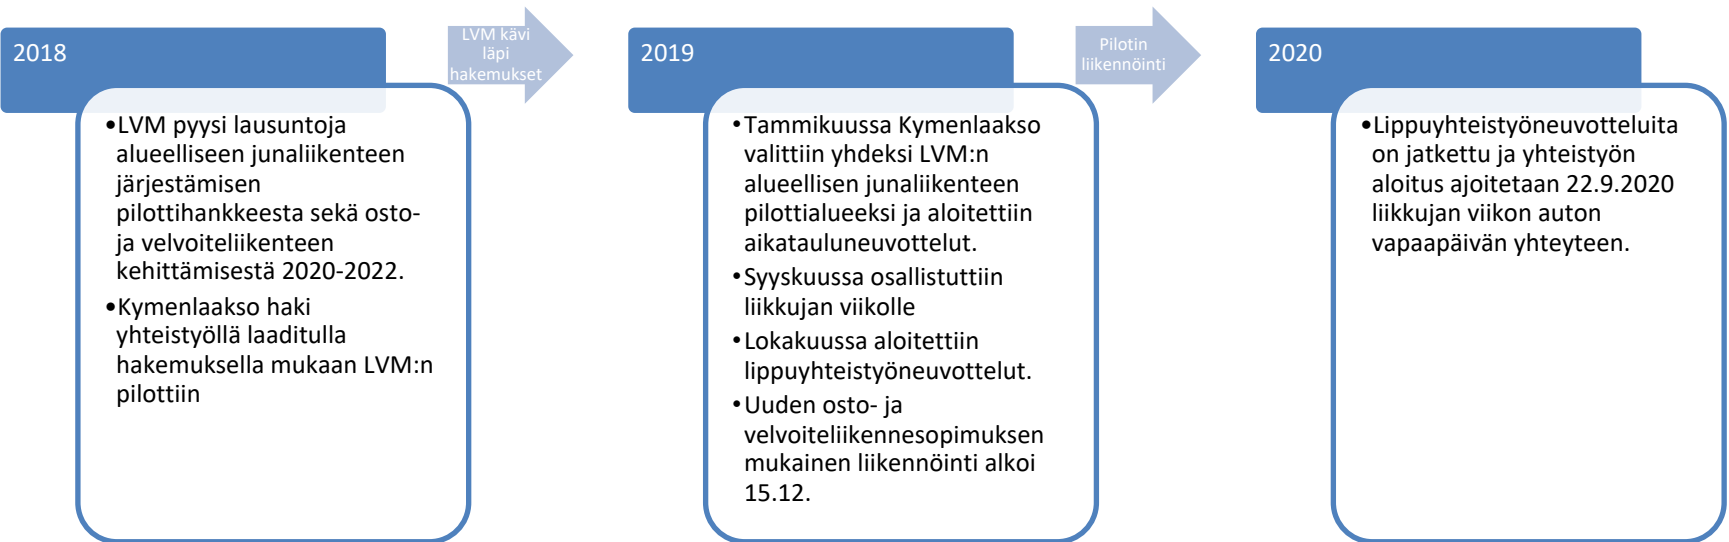 2018
•LVM pyysi lausuntoja
alueelliseen junaliikenteen
järjestämisen
pilottihankkeesta sekä osto-
ja velvoiteliikenteen
kehittämisestä 2020-2022.
•Kymenlaakso haki
yhteistyöllä laaditulla
hakemuksella mukaan LVM:n
pilottiin
LVM kävi
läpi
hakemukset
2019
•Tammikuussa Kymenlaakso
valittiin yhdeksi LVM:n
alueellisen junaliikenteen
pilottialueeksi ja aloitettiin
aikatauluneuvottelut.
•Syyskuussa osallistuttiin
liikkujan viikolle
•Lokakuussa aloitettiin
lippuyhteistyöneuvottelut.
•Uuden osto- ja
velvoiteliikennesopimuksen
mukainen liikennöinti alkoi
15.12.
Pilotin
liikennöinti
2020
•Lippuyhteistyöneuvotteluita
on jatkettu ja yhteistyön
aloitus ajoitetaan 22.9.2020
liikkujan viikon auton
vapaapäivän yhteyteen.